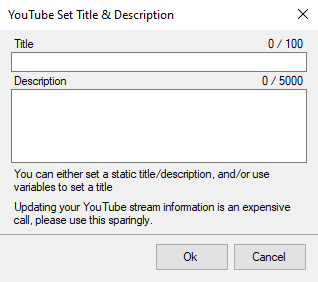 YouTube Set Title & Description
Title 0 / 100
Description 0 / 5000
You can either set a static title/description, and/or use
variables to set a title
Updating your YouTube stream information is an expensive
call, please use this sparingly.
Ok Cancel